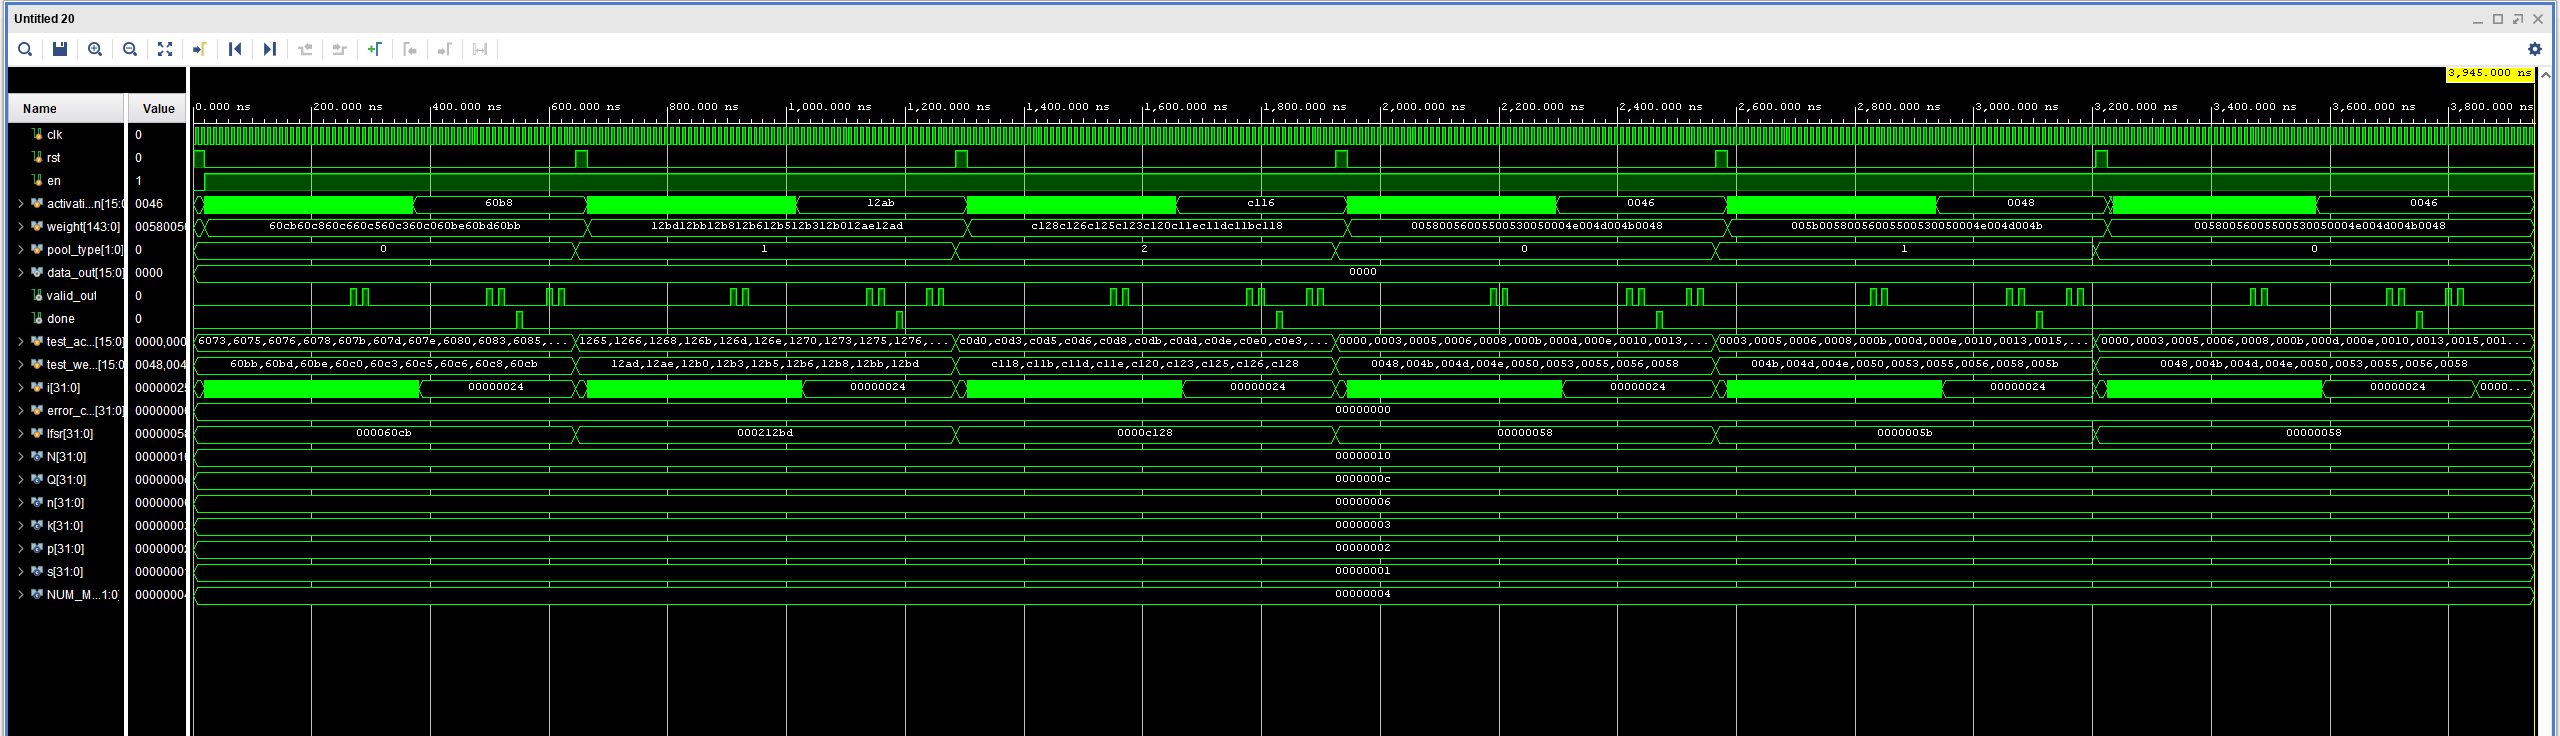 Untitled 20
3,945.000 ns
Name Value 0.000 ns 200.000 ns 400.000 ns 600.000 ns 800.000 ns 1,000.000 ns 1,200.000 ns 1,400.000 ns 1,600.000 ns 1,800.000 ns 2,000.000 ns 2,200.000 ns 2,400.000 ns 2,600.000 ns 2,800.000 ns 3,000.000 ns 3,200.000 ns 3,400.000 ns 3,600.000 ns 3,800.000 ns
clk 0
rst 0
en 1
activati...n[15:0 0046 60b8 12ab c116 0046 0048 0046
weight[143:0] 0058005 60cb60c860c660c560c360c060be60bd60bb 12bd12bb12b812b612b512b312b012ae12ad c128c126c125c123c120c11ec11dc11bc118 00580056005500530050004e004d004b0048 005b00580056005500530050004e004d004b 00580056005500530050004e004d004b0048
pool_type[1:0] 0 0 1 2 0 1 0
data_out[15:0] 0000 0000
valid_out 0
done 0
test_ac...[15:0] 0000,000 6073,6075,6076,6078,607b,607d,607e,6080,6083,6085,... 1265,1266,1268,126b,126d,126e,1270,1273,1275,1276,... c0d0,c0d3,c0d5,c0d6,c0d8,c0db,c0dd,c0de,c0e0,c0e3,... 0000,0003,0005,0006,0008,000b,000d,000e,0010,0013,... 0003,0005,0006,0008,000b,000d,000e,0010,0013,0015,... 0000,0003,0005,0006,0008,000b,000d,000e,0010,0013,0015,001...
test_we...[15:0 0048,004 60bb,60bd,60be,60c0,60c3,60c5,60c6,60c8,60cb 12ad,12ae,12b0,12b3,12b5,12b6,12b8,12bb,12bd c118,c11b,c11d,c11e,c120,c123,c125,c126,c128 0048,004b,004d,004e,0050,0053,0055,0056,0058 004b,004d,004e,0050,0053,0055,0056,0058,005b 0048,004b,004d,004e,0050,0053,0055,0056,0058
i[31:0] 0000002 00000024 00000024 00000024 00000024 00000024 00000024 0000...
error_c...[31:0] 0000000 00000000
lfsr[31:0] 0000005 000060cb 000212bd 0000c128 00000058 0000005b 00000058
N[31:0] 0000001 00000010
Q[31:0] 0000000 0000000c
n[31:0] 0000000 00000006
k[31:0] 0000000 00000003
p[31:0] 0000000 00000002
s[31:0] 0000000 00000001
NUM_M...1:0] 0000000 00000004